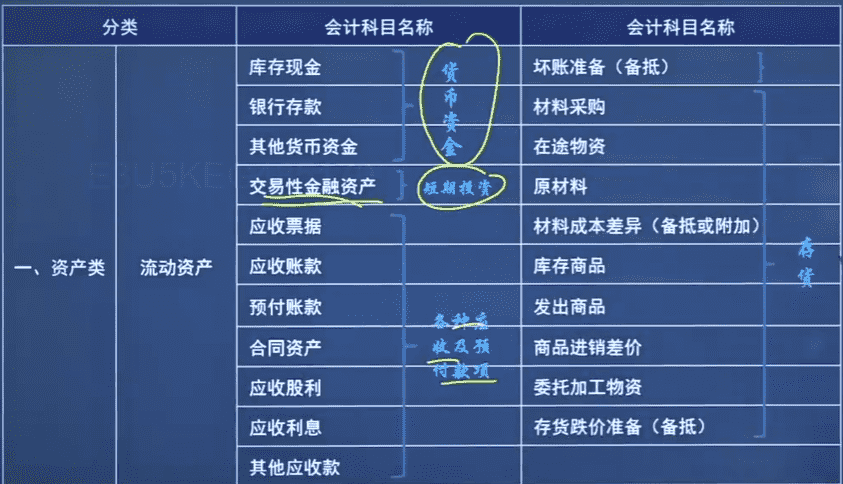 分类 会计科目名称 会计科目名称
库存现金 坏账准备（备抵）
银行存款 材料采购
其他货币资金 在途物资
货币资金
交易性金融资产 短期投资 原材料
应收票据 材料成本差异（备抵或附加）
一、资产类 流动资产 应收账款 库存商品
存货
预付账款 发出商品
各种应
收及预
付款项
合同资产 商品进销差价
应收股利 委托加工物资
应收利息 存货跌价准备（备抵）
其他应收款